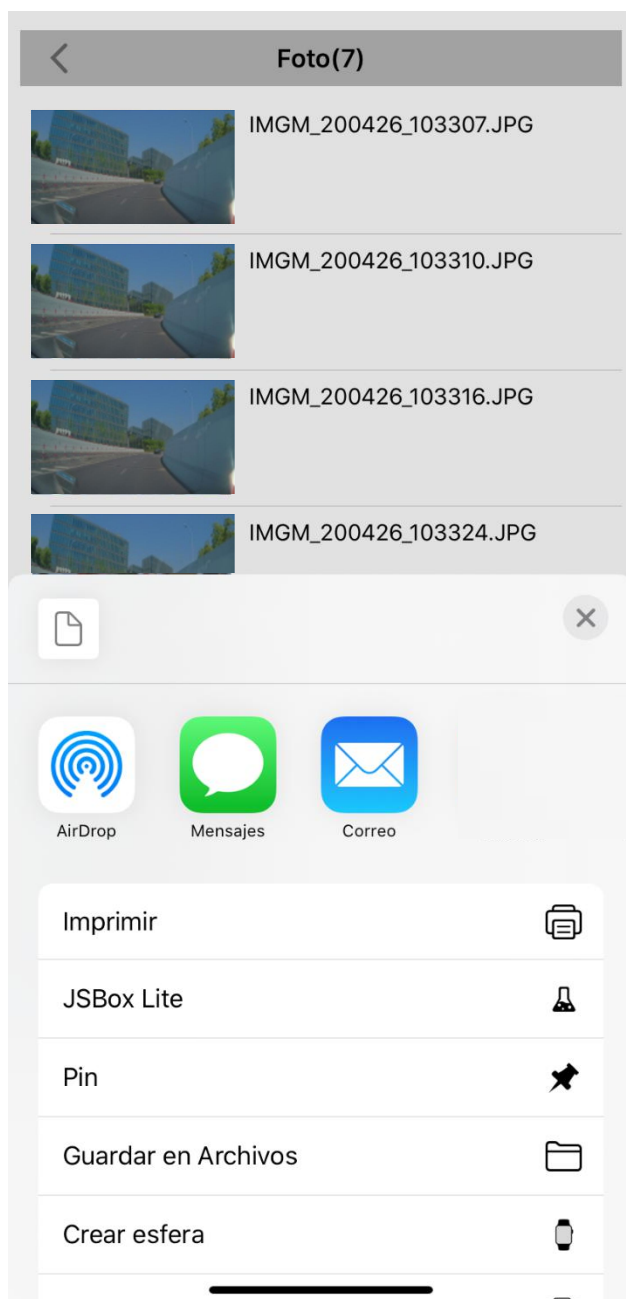 Foto(7)
IMGM_200426_103307.JPG
IMGM_200426_103310.JPG
IMGM_200426_103316.JPG
IMGM_200426_103324.JPG
AirDrop
Mensajes
Correo
Imprimir
JSBox Lite
Pin
Guardar en Archivos
Crear esfera